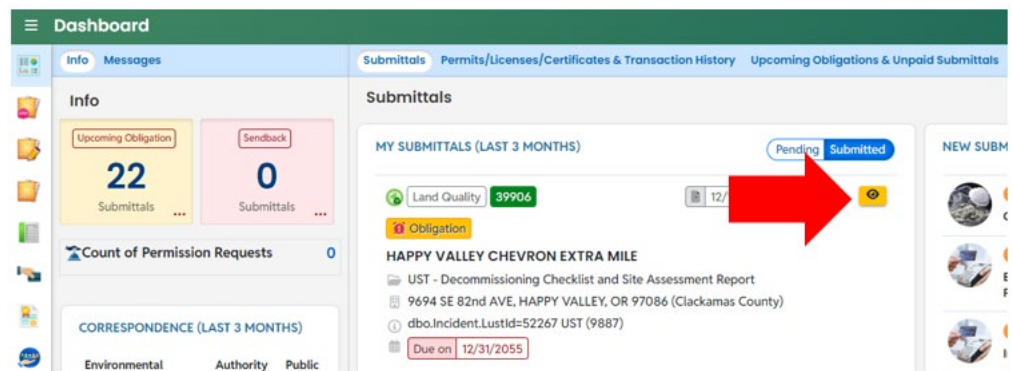 Dashboard
Info Messages
Submittals Permits/Licenses/Certificates & Transaction History Upcoming Obligations & Unpaid Submittals
Info
Upcoming Obligation
22
Submittals ...
Sendback
0
Submittals ...
Count of Permission Requests 0
CORRESPONDENCE (LAST 3 MONTHS)
Environmental Authority Public
Submittals
MY SUBMITTALS (LAST 3 MONTHS)
Pending Submitted
Land Quality 39906 12/
Obligation
HAPPY VALLEY CHEVRON EXTRA MILE
UST - Decommissioning Checklist and Site Assessment Report
9694 SE 82nd AVE, HAPPY VALLEY, OR 97086 (Clackamas County)
dbo.Incident.LustId=52267 UST (9887)
Due on 12/31/2055
NEW SUBM